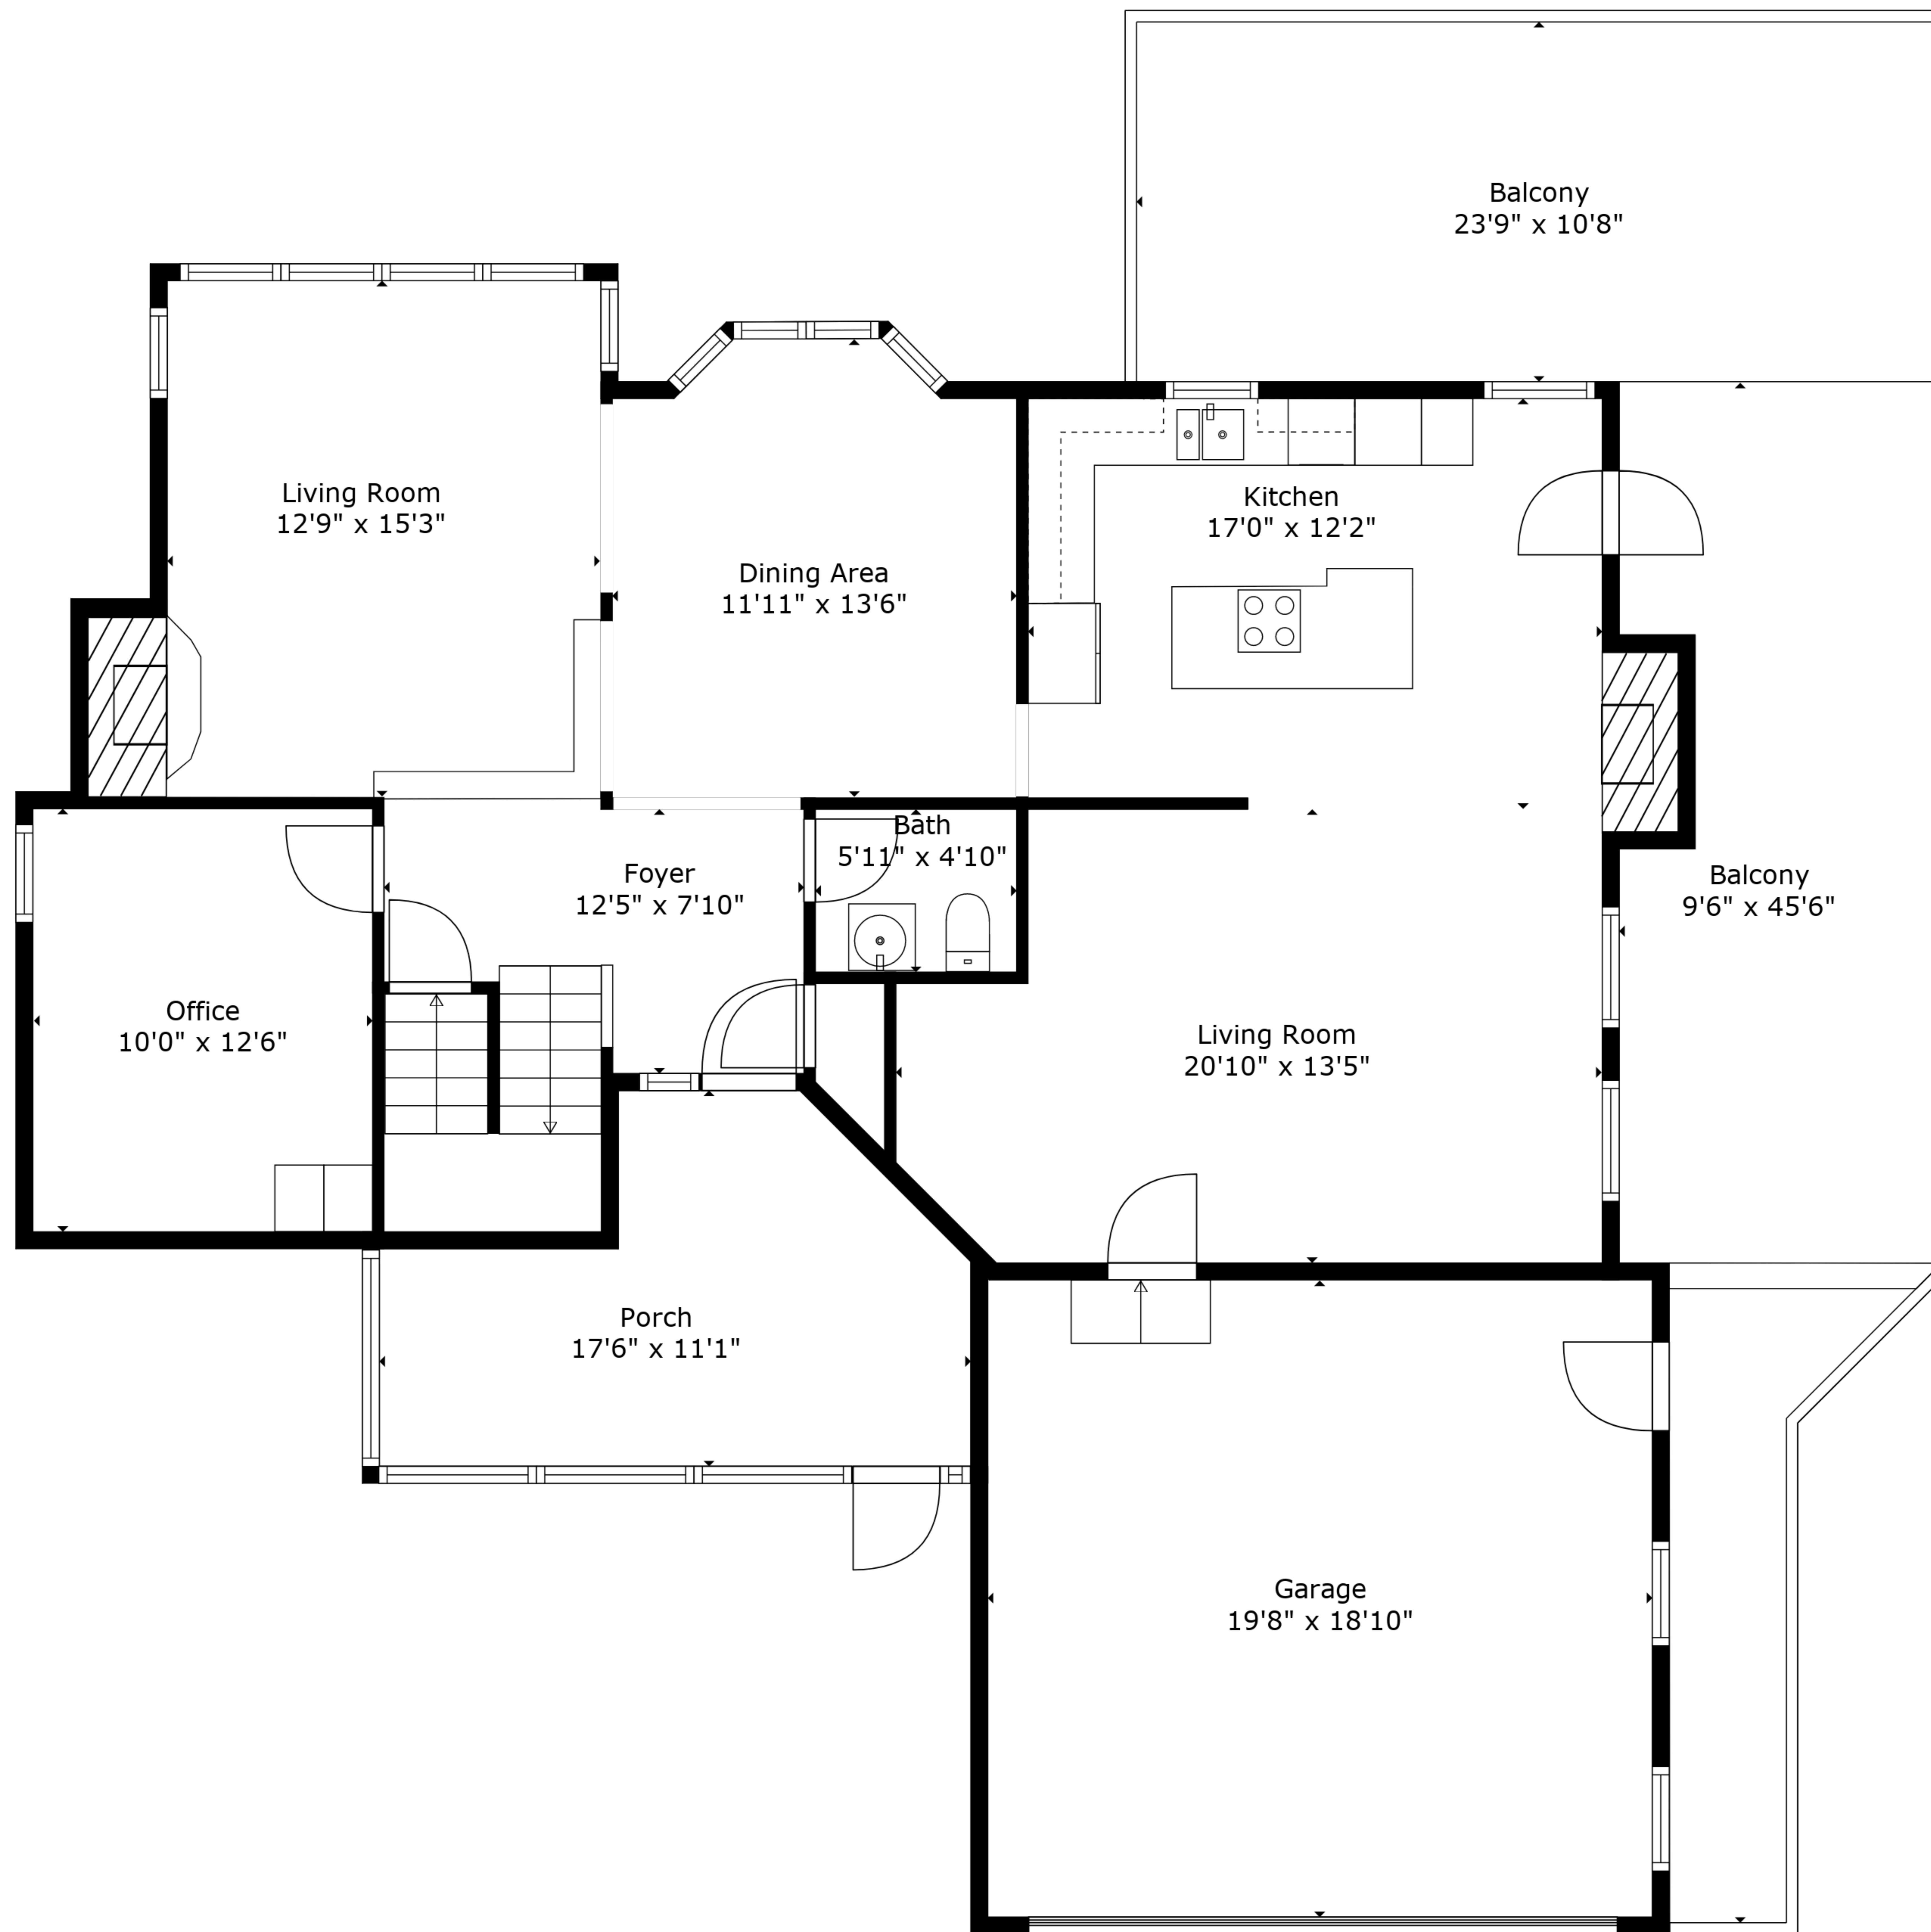 Balcony
23'9" x 10'8"
Living Room
12'9" x 15'3"
Kitchen
17'0" x 12'2"
Dining Area
11'11" x 13'6"
Bath
5'11" x 4'10"
Foyer
12'5" x 7'10"
Balcony
9'6" x 45'6"
Office
10'0" x 12'6"
Living Room
20'10" x 13'5"
Porch
17'6" x 11'1"
Garage
19'8" x 18'10"